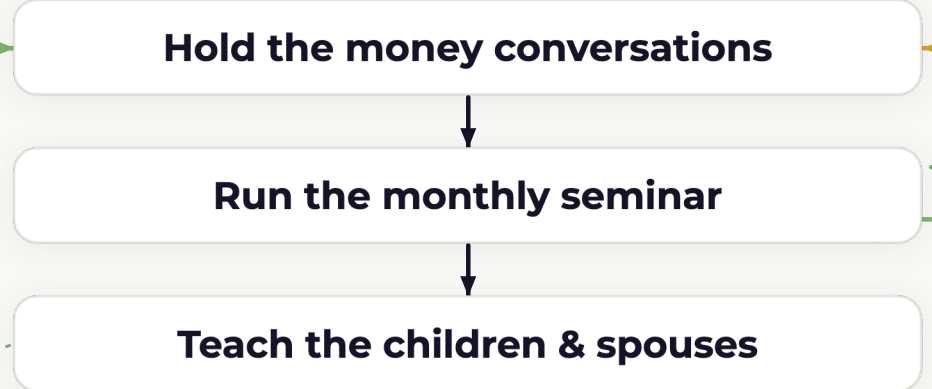 Hold the money conversations
Run the monthly seminar
Teach the children & spouses